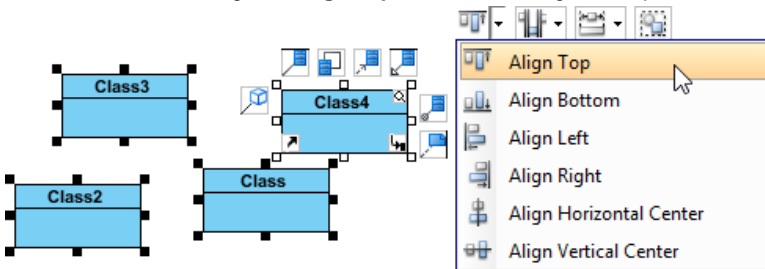 Class3
Class4
Class2
Class
Align Top
Align Bottom
Align Left
Align Right
Align Horizontal Center
Align Vertical Center